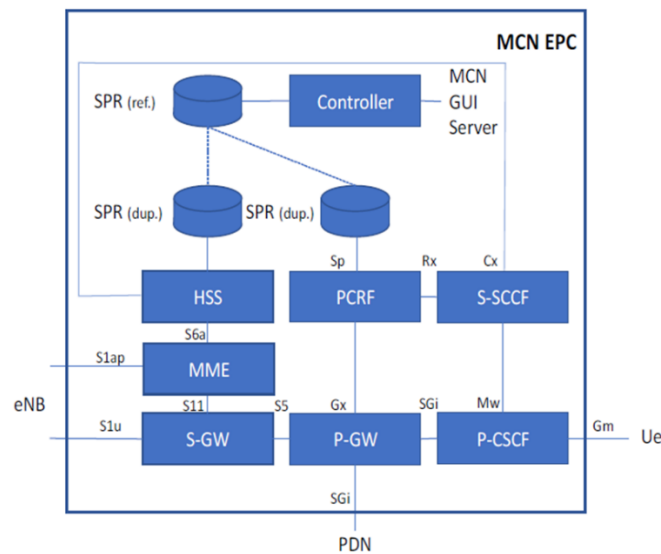 MCN EPC
SPR (ref.)
Controller
MCN
GUI
Server
SPR (dup.)
SPR (dup.)
Sp
Rx
Cx
HSS
PCRF
S-SCCF
S6a
S1ap
MME
eNB
S11
S5
Gx
SGi
Mw
S1u
S-GW
P-GW
P-CSCF
Gm
Ue
SGi
PDN